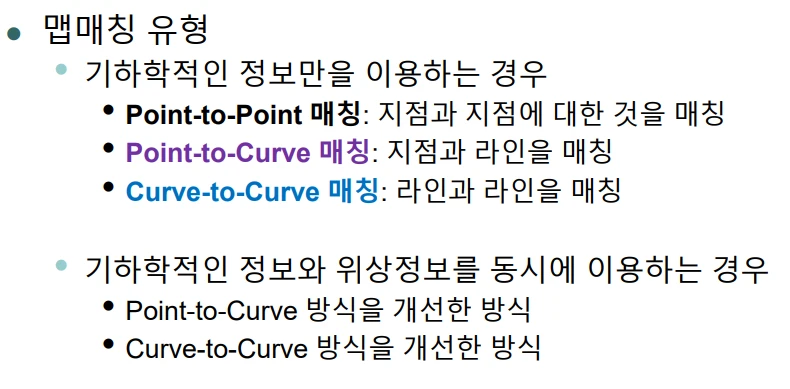 ● 맵매칭 유형
● 기하학적인 정보만을 이용하는 경우
● Point-to-Point 매칭: 지점과 지점에 대한 것을 매칭
● Point-to-Curve 매칭: 지점과 라인을 매칭
● Curve-to-Curve 매칭: 라인과 라인을 매칭
● 기하학적인 정보와 위상정보를 동시에 이용하는 경우
● Point-to-Curve 방식을 개선한 방식
● Curve-to-Curve 방식을 개선한 방식